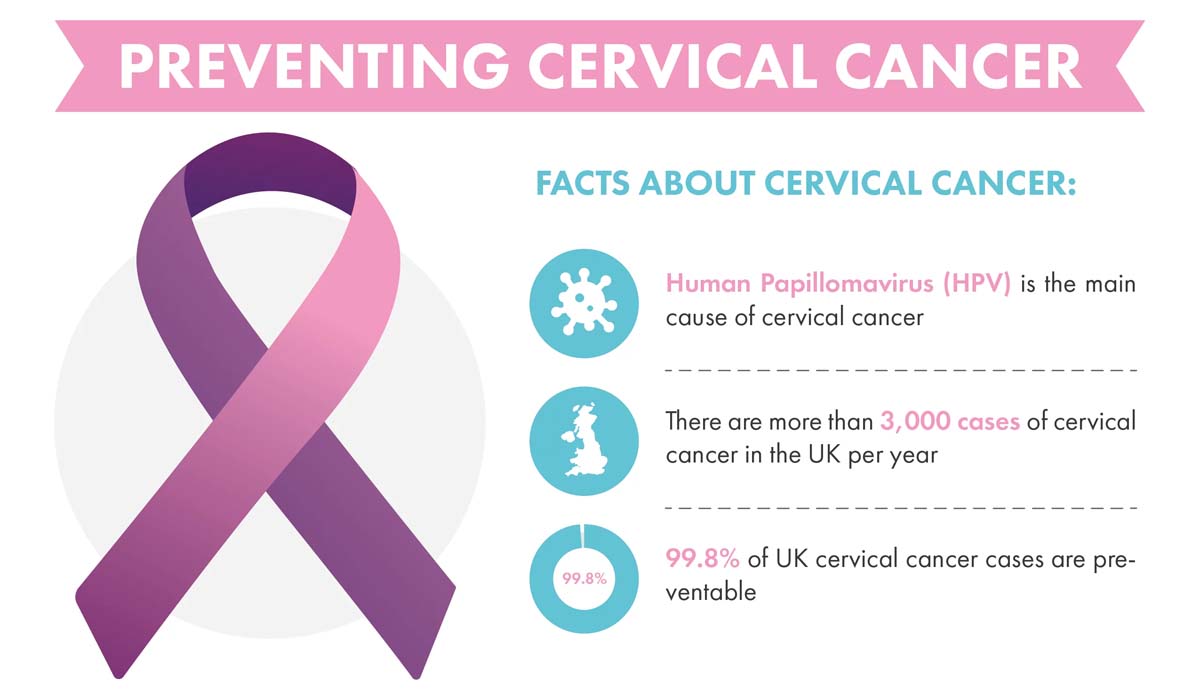 PREVENTING CERVICAL CANCER
FACTS ABOUT CERVICAL CANCER:
Human Papillomavirus (HPV) is the main
cause of cervical cancer
There are more than 3,000 cases of cervical
cancer in the UK per year
99.8%
99.8% of UK cervical cancer cases are pre-
ventable